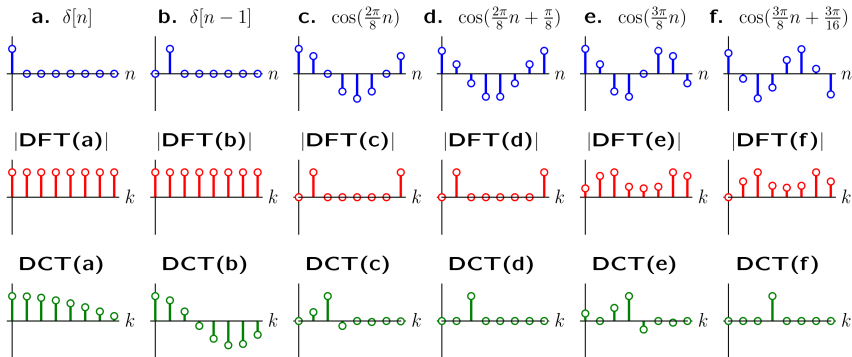 a. δ[n] b. δ[n − 1] c. cos(2π/8 n) d. cos(2π/8 n + π/8) e. cos(3π/8 n) f. cos(3π/8 n + 3π/16)
n n n n n n
|DFT(a)| |DFT(b)| |DFT(c)| |DFT(d)| |DFT(e)| |DFT(f)|
k k k k k k
DCT(a) DCT(b) DCT(c) DCT(d) DCT(e) DCT(f)
k k k k k k